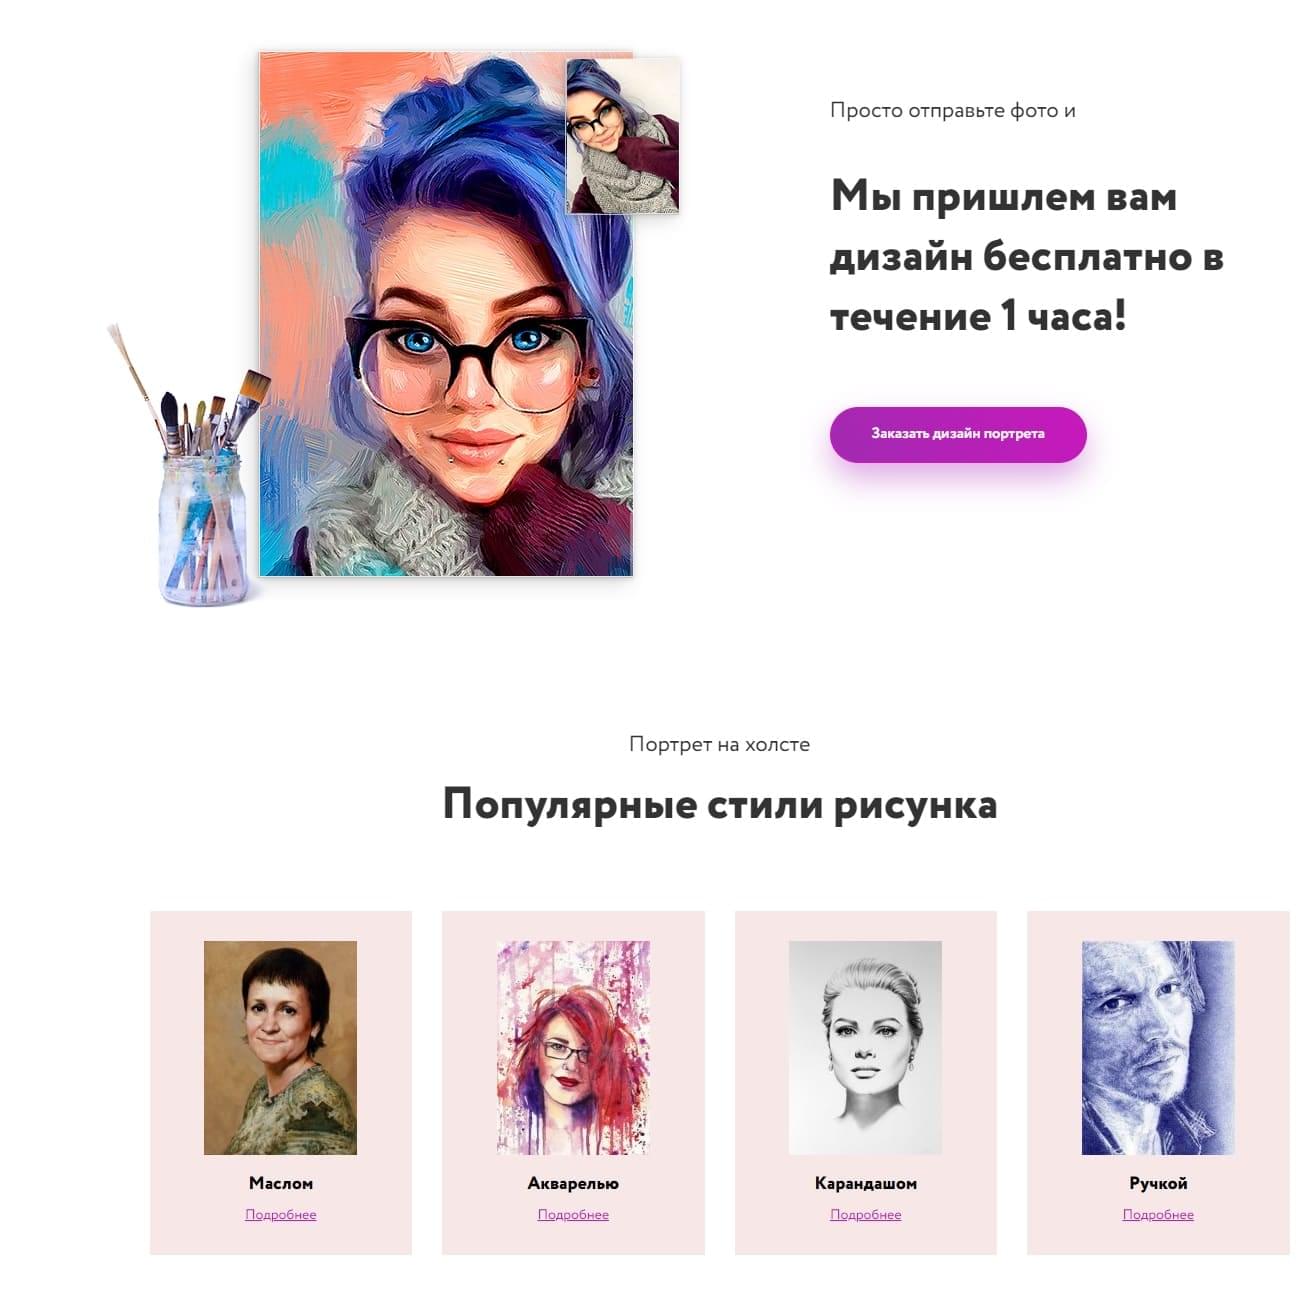 Просто отправьте фото и
Мы пришлем вам
дизайн бесплатно в
течение 1 часа!
Заказать дизайн портрета
Портрет на холсте
Популярные стили рисунка
Маслом
Подробнее
Акварелью
Подробнее
Карандашом
Подробнее
Ручкой
Подробнее